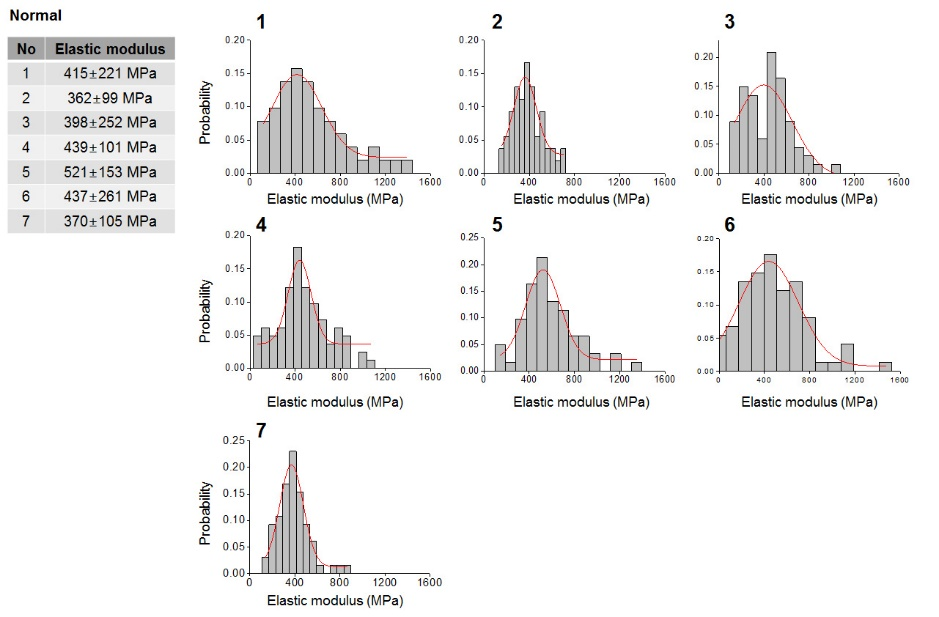 Normal
No Elastic modulus
1 415±221 MPa
2 362±99 MPa
3 398±252 MPa
4 439±101 MPa
5 521±153 MPa
6 437±261 MPa
7 370±105 MPa
1
0.20
0.15
0.10
0.05
0.00
Probability
0 400 800 1200 1600
Elastic modulus (MPa)
2
0.20
0.15
0.10
0.05
0.00
0 400 800 1200 1600
Elastic modulus (MPa)
3
0.20
0.15
0.10
0.05
0.00
0 400 800 1200 1600
Elastic modulus (MPa)
4
0.20
0.15
0.10
0.05
0.00
Probability
0 400 800 1200 1600
Elastic modulus (MPa)
5
0.25
0.20
0.15
0.10
0.05
0.00
0 400 800 1200 1600
Elastic modulus (MPa)
6
0.20
0.15
0.10
0.05
0.00
0 400 800 1200 1600
Elastic modulus (MPa)
7
0.25
0.20
0.15
0.10
0.05
0.00
Probability
0 400 800 1200 1600
Elastic modulus (MPa)